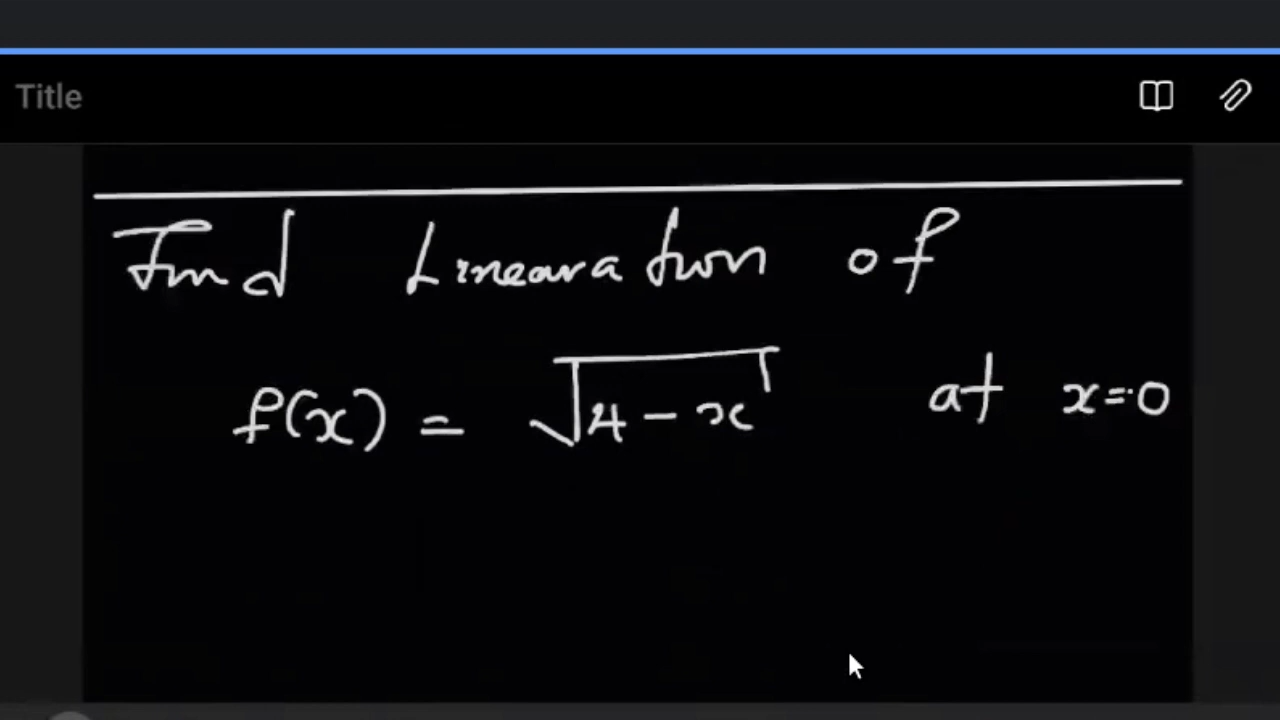 Title
Find Linearation of
f(x) = √4 - x at x=0